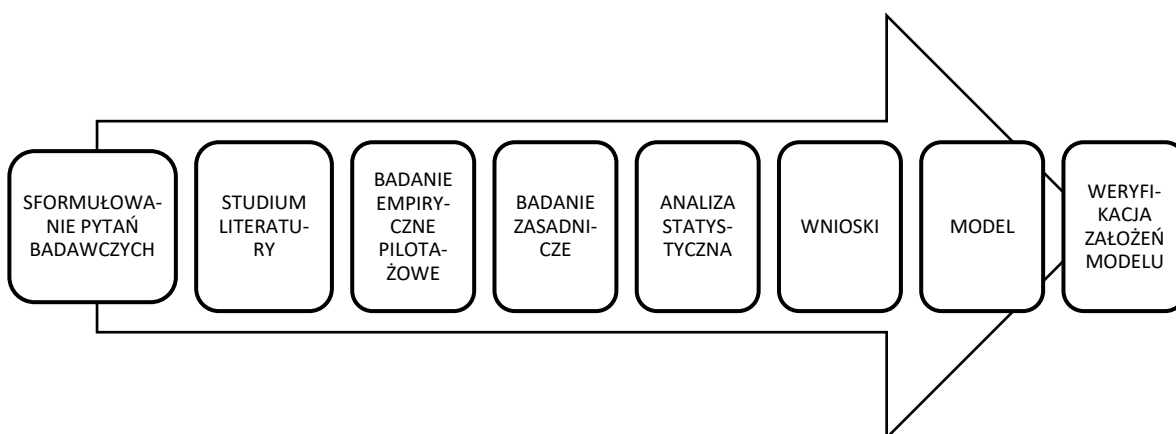 SFORMUŁOWA-
NIE PYTAŃ
BADAWCZYCH
STUDIUM
LITERATU-
RY
BADANIE
EMPIRY-
CZNE
PILOTA-
ŻOWE
BADANIE
ZASADNI-
CZE
ANALIZA
STATYS-
TYCZNA
WNIOSKI
MODEL
WERYFI-
KACJA
ZAŁOŻEŃ
MODELU